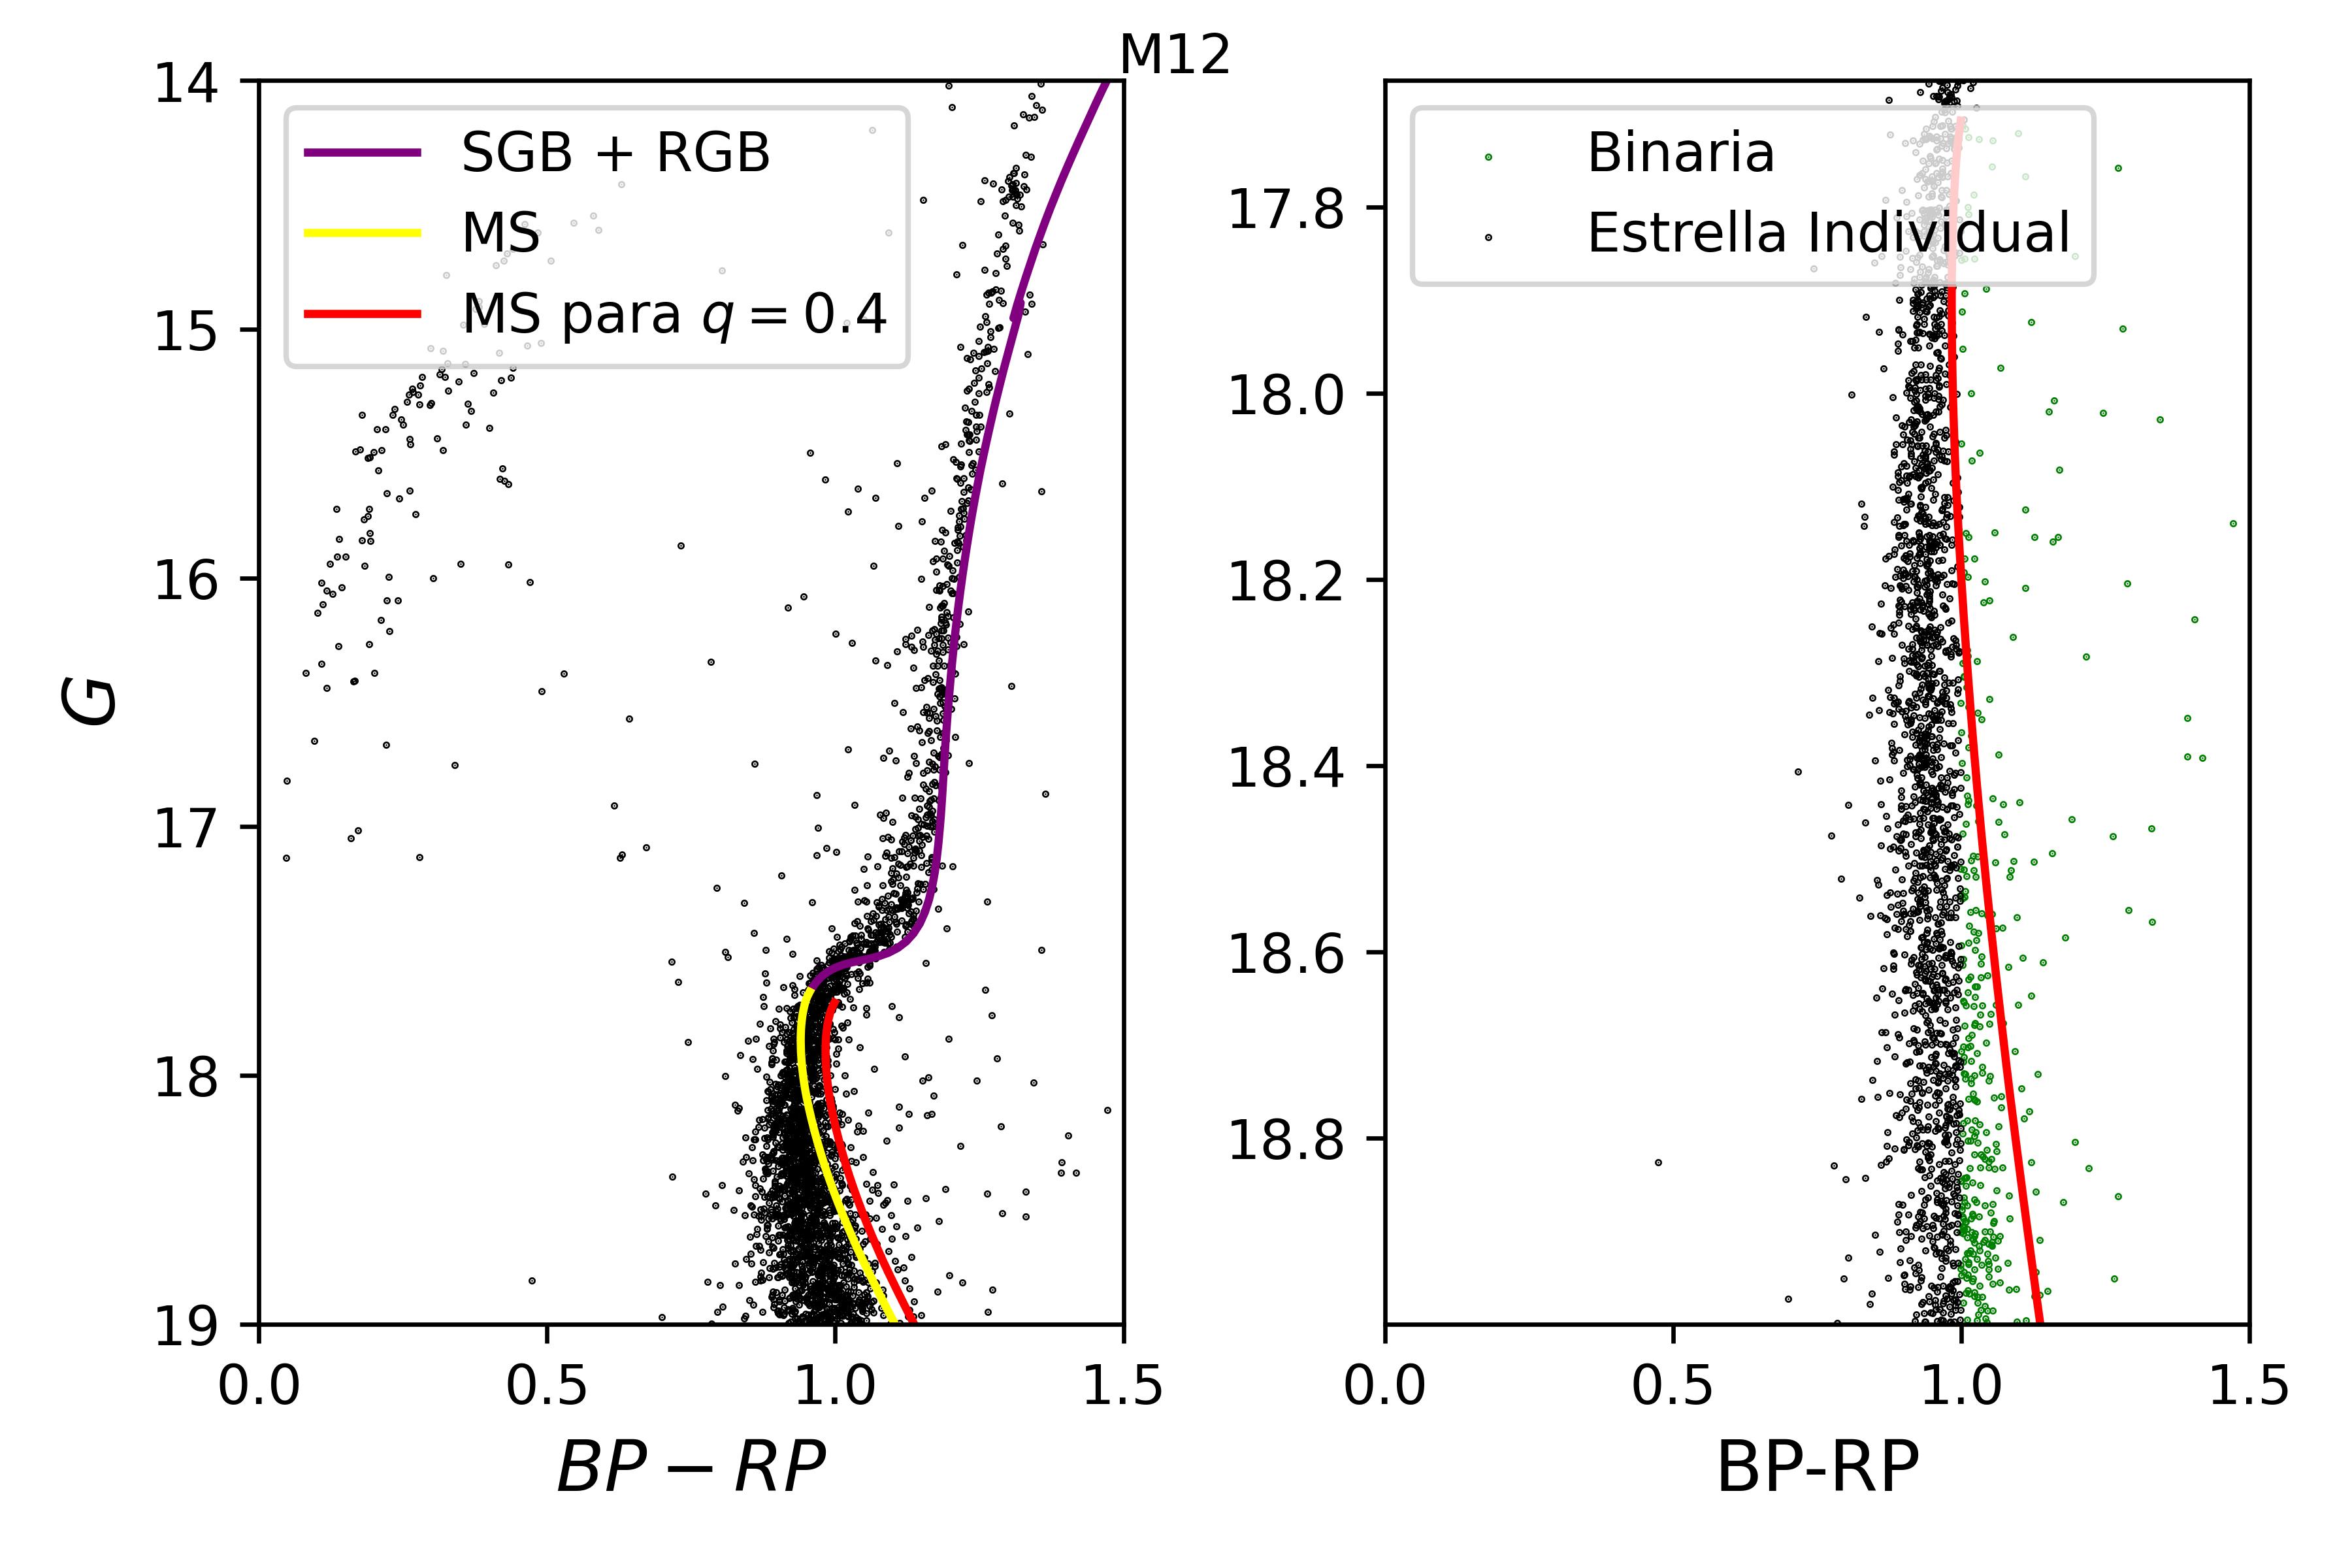 M12
14
15
16
17
18
19
G
SGB + RGB
MS
MS para q = 0.4
0.0
0.5
1.0
1.5
BP − RP
17.8
18.0
18.2
18.4
18.6
18.8
Binaria
Estrella Individual
0.0
0.5
1.0
1.5
BP-RP